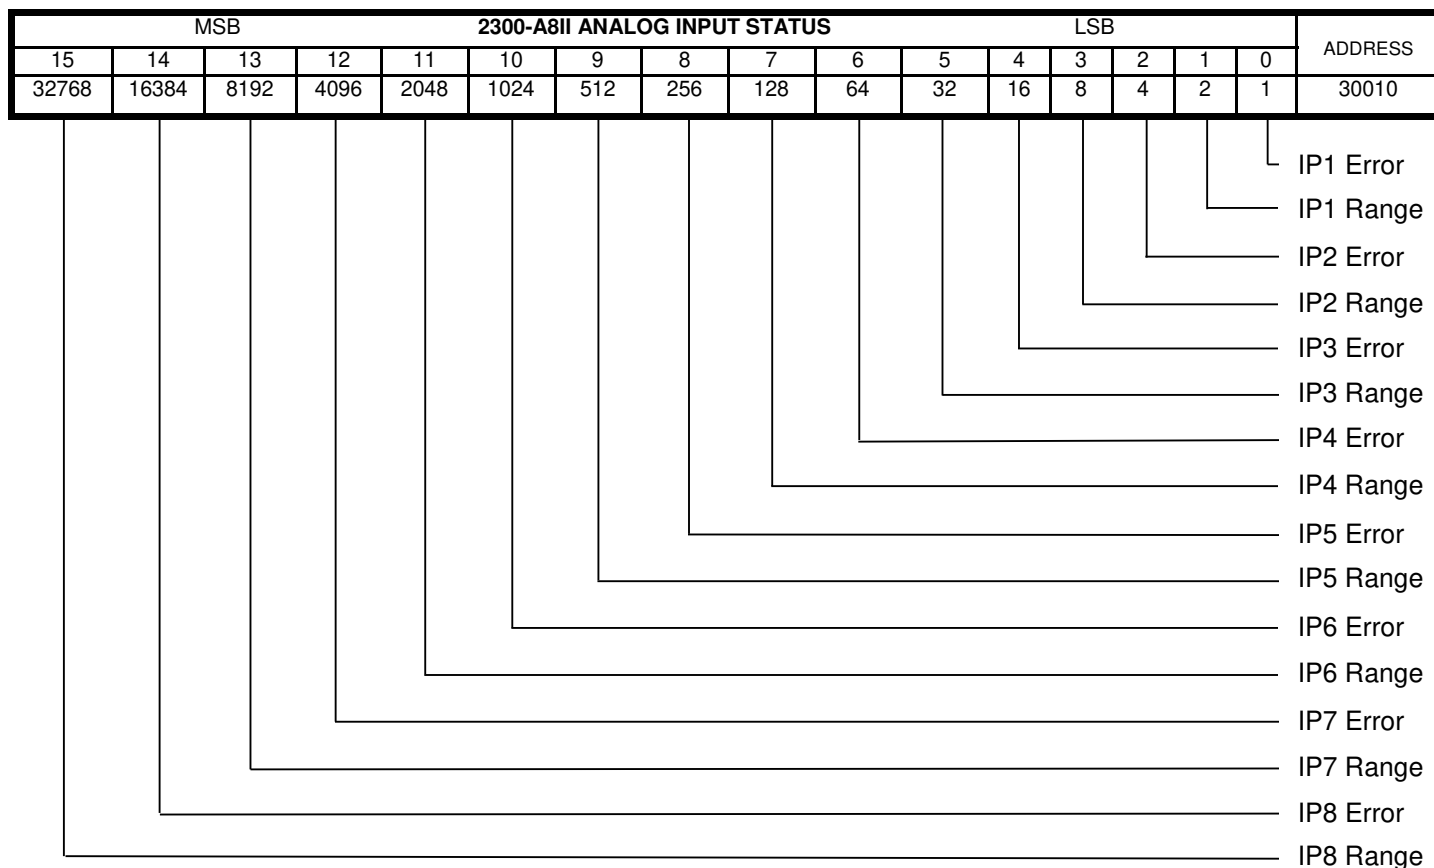 MSB 2300-A8II ANALOG INPUT STATUS LSB ADDRESS
15 14 13 12 11 10 9 8 7 6 5 4 3 2 1 0
32768 16384 8192 4096 2048 1024 512 256 128 64 32 16 8 4 2 1 30010
IP1 Error
IP1 Range
IP2 Error
IP2 Range
IP3 Error
IP3 Range
IP4 Error
IP4 Range
IP5 Error
IP5 Range
IP6 Error
IP6 Range
IP7 Error
IP7 Range
IP8 Error
IP8 Range